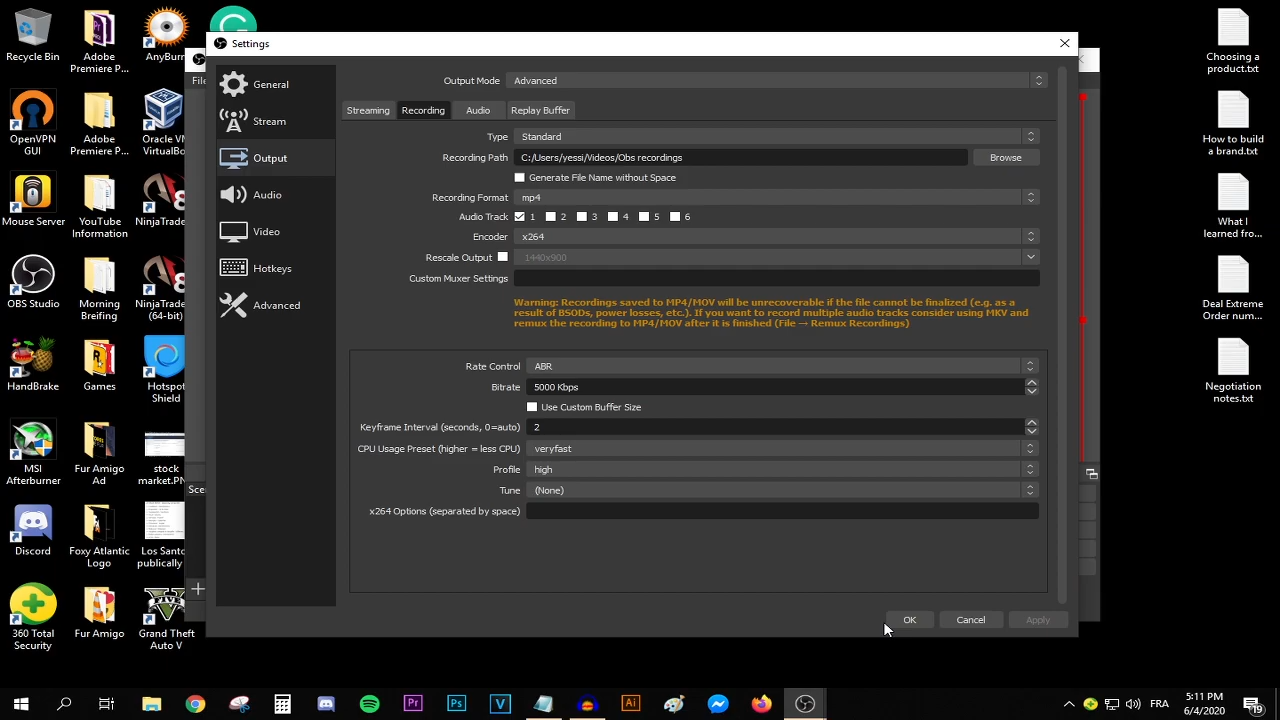 Recycle Bin
Adobe Premiere P...
AnyBurn
OpenVPN GUI
Adobe Premiere P...
Oracle VM VirtualBox
Mouse Server
YouTube Information
NinjaTrade
OBS Studio
Morning Breifing
NinjaTrade (64-bit)
HandBrake
Games
Hotspot Shield
MSI Afterburner
Fur Amigo Ad
stock market.PN
Discord
Foxy Atlantic Logo
Los Santo publically
360 Total Security
Fur Amigo
Grand Theft Auto V
File
Scen
Settings
General
Stream
Output
Audio
Video
Hotkeys
Advanced
Output Mode Advanced
Streaming Recording Audio Replay Buffer
Type Standard
Recording Path C:/Users/yessi/Videos/Obs recordings Browse
Generate File Name without Space
Recording Format mp4
Audio Track 1 2 3 4 5 6
Encoder x264
Rescale Output 1440x900
Custom Muxer Settings
Warning: Recordings saved to MP4/MOV will be unrecoverable if the file cannot be finalized (e.g. as a
result of BSODs, power losses, etc.). If you want to record multiple audio tracks consider using MKV and
remux the recording to MP4/MOV after it is finished (File → Remux Recordings)
Rate Control ABR
Bitrate 5000 Kbps
Use Custom Buffer Size
Keyframe Interval (seconds, 0=auto) 2
CPU Usage Preset (higher = less CPU) veryfast
Profile high
Tune (None)
x264 Options (separated by space)
OK Cancel Apply
Choosing a product.txt
How to build a brand.txt
What I learned fro...
Deal Extreme Order num...
Negotiation notes.txt
Pr Ps V Ai
FRA
5:11 PM
6/4/2020
19